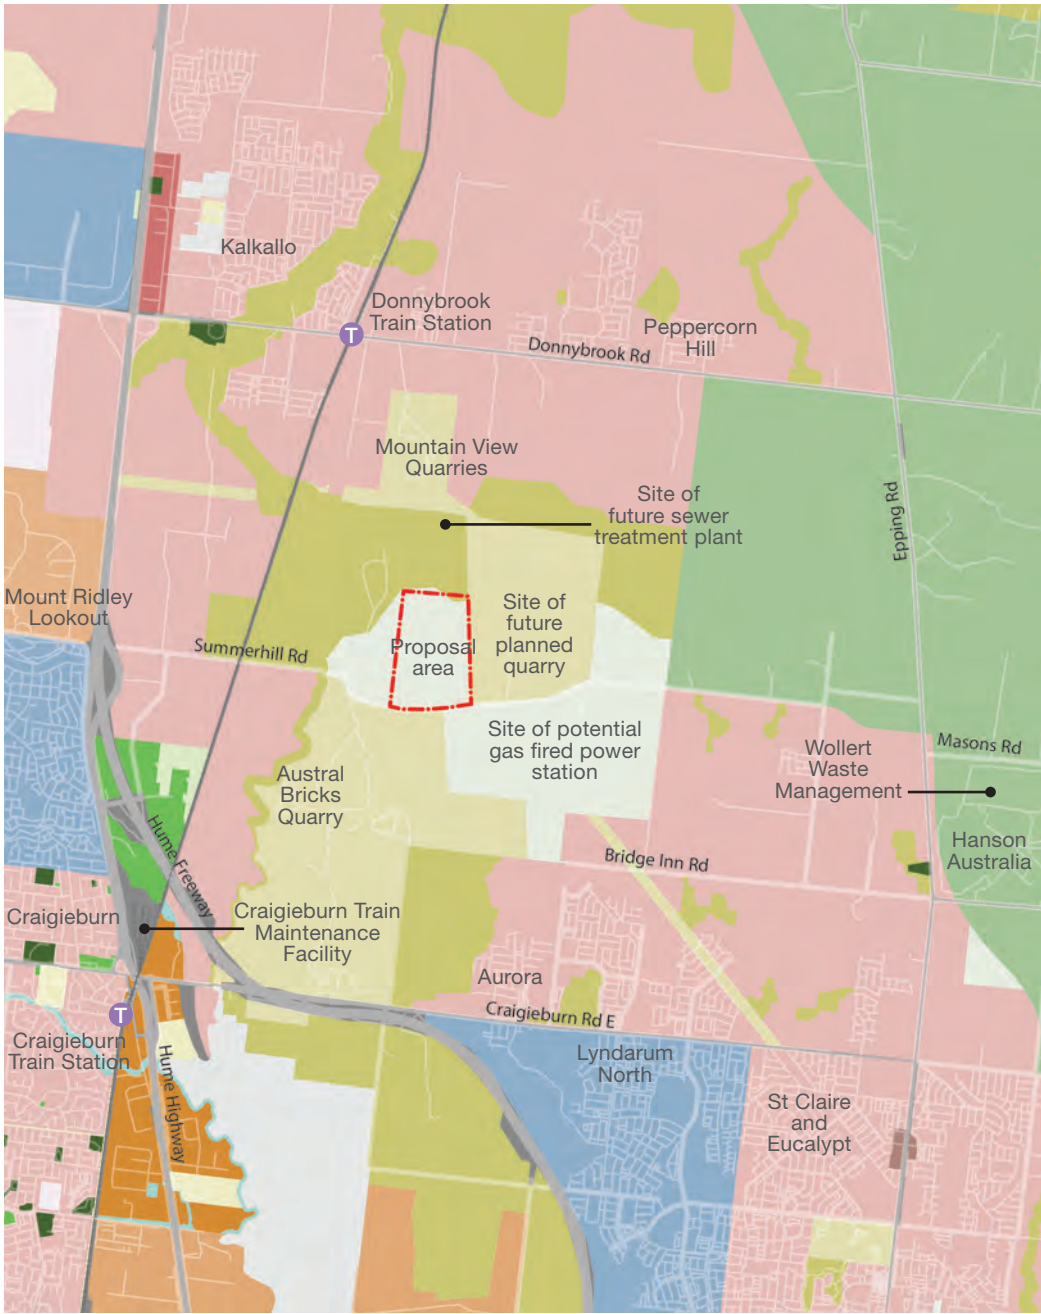 Kalkallo
Donnybrook
Train Station
T
Peppercorn
Hill
Donnybrook Rd
Mountain View
Quarries
Site of
future sewer
treatment plant
Epping Rd
Mount Ridley
Lookout
Site of
future
planned
quarry
Summerhill Rd
Proposal
area
Site of potential
gas fired power
station
Masons Rd
Wollert
Waste
Management
Austral
Bricks
Quarry
Hume Freeway
Hanson
Australia
Bridge Inn Rd
Craigieburn
Craigieburn Train
Maintenance
Facility
Aurora
Craigieburn Rd E
T
Craigieburn
Train Station
Hume Highway
Lyndarum
North
St Claire
and
Eucalypt